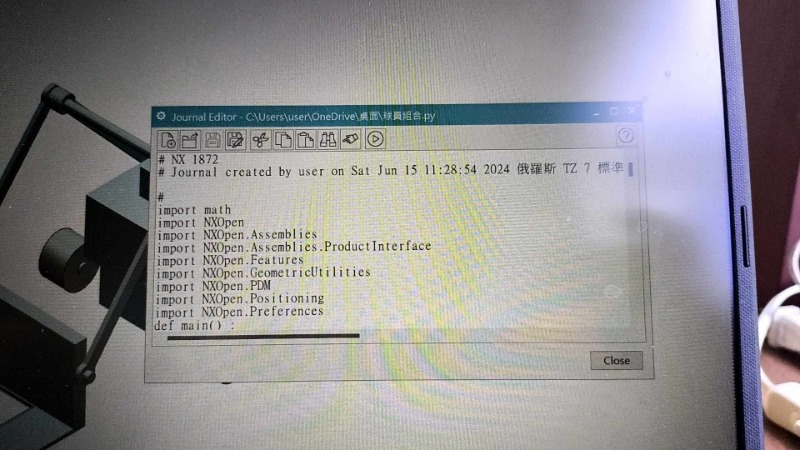 Journal Editor - C:\Users\user\OneDrive\桌面\球員組合.py
# NX 1872
# Journal created by user on Sat Jun 15 11:28:54 2024 俄羅斯 TZ 7 標準
#
import math
import NXOpen
import NXOpen.Assemblies
import NXOpen.Assemblies.ProductInterface
import NXOpen.Features
import NXOpen.GeometricUtilities
import NXOpen.PDM
import NXOpen.Positioning
import NXOpen.Preferences
def main() :
Close